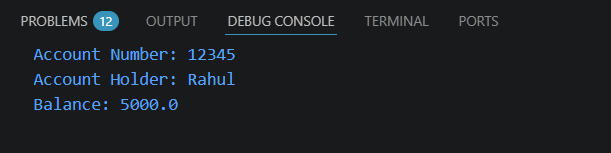 PROBLEMS 12 OUTPUT DEBUG CONSOLE TERMINAL PORTS
Account Number: 12345
Account Holder: Rahul
Balance: 5000.0